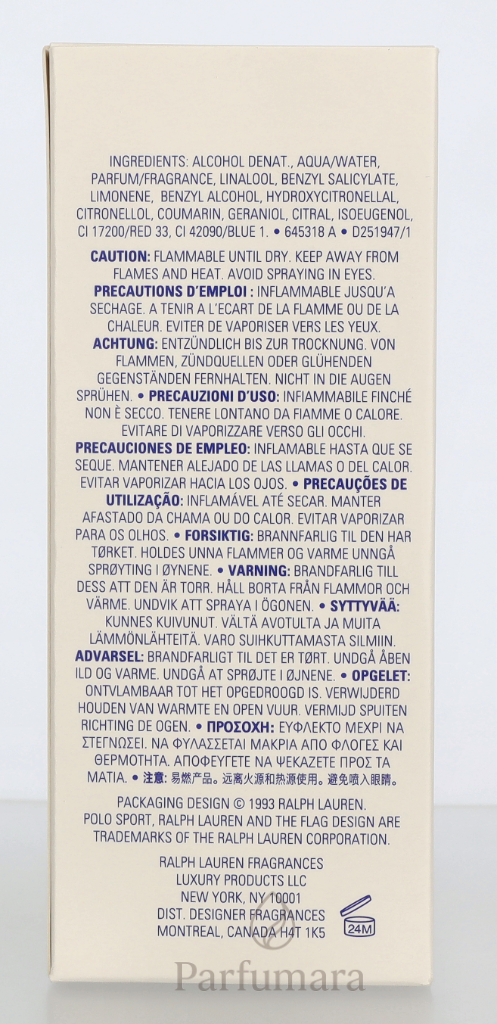 INGREDIENTS: ALCOHOL DENAT., AQUA/WATER,
PARFUM/FRAGRANCE, LINALOOL, BENZYL SALICYLATE,
LIMONENE, BENZYL ALCOHOL, HYDROXYCITRONELLAL,
CITRONELLOL, COUMARIN, GERANIOL, CITRAL, ISOEUGENOL,
CI 17200/RED 33, CI 42090/BLUE 1. • 645318 A • D251947/1
CAUTION: FLAMMABLE UNTIL DRY. KEEP AWAY FROM
FLAMES AND HEAT. AVOID SPRAYING IN EYES.
PRECAUTIONS D'EMPLOI : INFLAMMABLE JUSQU'A
SECHAGE. A TENIR A L'ECART DE LA FLAMME OU DE LA
CHALEUR. EVITER DE VAPORISER VERS LES YEUX.
ACHTUNG: ENTZÜNDLICH BIS ZUR TROCKNUNG. VON
FLAMMEN, ZÜNDQUELLEN ODER GLÜHENDEN
GEGENSTÄNDEN FERNHALTEN. NICHT IN DIE AUGEN
SPRÜHEN. • PRECAUZIONI D'USO: INFIAMMABILE FINCHÉ
NON È SECCO. TENERE LONTANO DA FIAMME O CALORE.
EVITARE DI VAPORIZZARE VERSO GLI OCCHI.
PRECAUCIONES DE EMPLEO: INFLAMABLE HASTA QUE SE
SEQUE. MANTENER ALEJADO DE LAS LLAMAS O DEL CALOR.
EVITAR VAPORIZAR HACIA LOS OJOS. • PRECAUÇÕES DE
UTILIZAÇÃO: INFLAMÁVEL ATÉ SECAR. MANTER
AFASTADO DA CHAMA OU DO CALOR. EVITAR VAPORIZAR
PARA OS OLHOS. • FORSIKTIG: BRANNFARLIG TIL DEN HAR
TØRKET. HOLDES UNNA FLAMMER OG VARME UNNGÅ
SPRØYTING I ØYNENE. • VARNING: BRANDFARLIG TILL
DESS ATT DEN ÄR TORR. HÅLL BORTA FRÅN FLAMMOR OCH
VÄRME. UNDVIK ATT SPRAYA I ÖGONEN. • SYTTYVÄÄ:
KUNNES KUIVUNUT. VÄLTÄ AVOTULTA JA MUITA
LÄMMÖNLÄHTEITÄ. VARO SUIHKUTTAMASTA SILMIIN.
ADVARSEL: BRANDFARLIGT TIL DET ER TØRT. UNDGÅ ÅBEN
ILD OG VARME. UNDGÅ AT SPRØJTE I ØJNENE. • OPGELET:
ONTVLAMBAAR TOT HET OPGEDROOGD IS. VERWIJDERD
HOUDEN VAN WARMTE EN OPEN VUUR. VERMIJD SPUITEN
RICHTING DE OGEN. • ΠΡΟΣΟΧΗ: ΕΥΦΛΕΚΤΟ ΜΕΧΡΙ ΝΑ
ΣΤΕΓΝΩΣΕΙ. ΝΑ ΦΥΛΑΣΣΕΤΑΙ ΜΑΚΡΙΑ ΑΠΟ ΦΛΟΓΕΣ ΚΑΙ
ΘΕΡΜΟΤΗΤΑ. ΑΠΟΦΕΥΓΕΤΕ ΝΑ ΨΕΚΑΖΕΤΕ ΠΡΟΣ ΤΑ
ΜΑΤΙΑ. • 注意: 易燃产品。远离火源和热源使用。避免喷入眼睛。
PACKAGING DESIGN © 1993 RALPH LAUREN.
POLO SPORT, RALPH LAUREN AND THE FLAG DESIGN ARE
TRADEMARKS OF THE RALPH LAUREN CORPORATION.
RALPH LAUREN FRAGRANCES
LUXURY PRODUCTS LLC
NEW YORK, NY 10001
DIST. DESIGNER FRAGRANCES
MONTREAL, CANADA H4T 1K5
24M
Parfumara